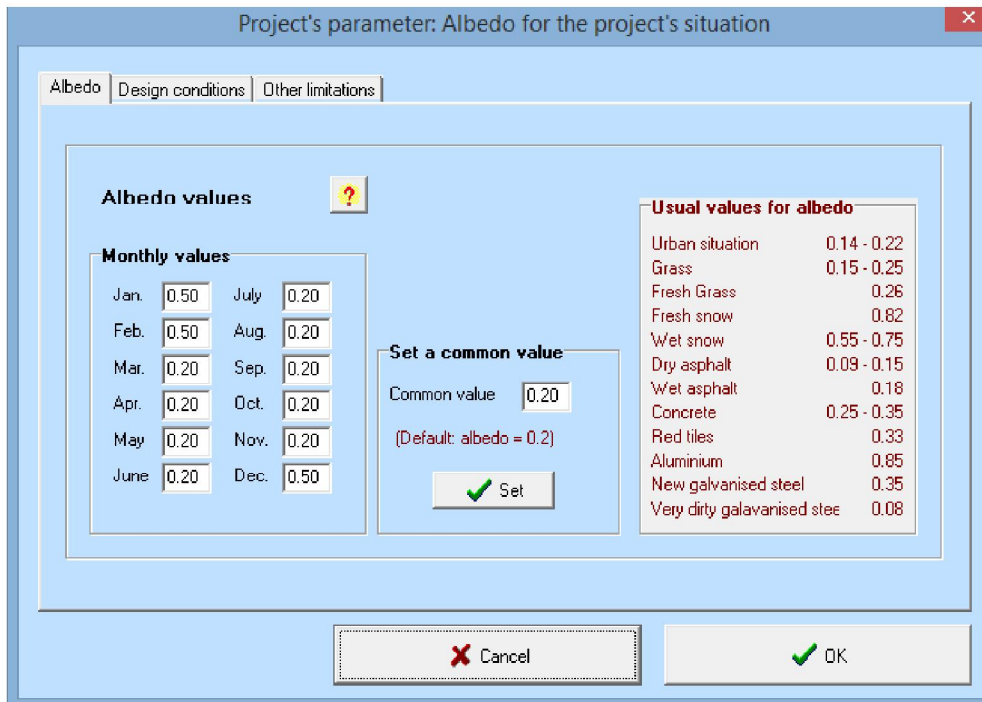 Project's parameter: Albedo for the project's situation
Albedo Design conditions Other limitations
Albedo values ?
Monthly values
Jan. 0.50 July 0.20
Feb. 0.50 Aug. 0.20
Mar. 0.20 Sep. 0.20
Apr. 0.20 Oct. 0.20
May 0.20 Nov. 0.20
June 0.20 Dec. 0.50
Set a common value
Common value 0.20
(Default: albedo = 0.2)
Set
Usual values for albedo
Urban situation 0.14 - 0.22
Grass 0.15 - 0.25
Fresh Grass 0.26
Fresh snow 0.82
Wet snow 0.55 - 0.75
Dry asphalt 0.09 - 0.15
Wet asphalt 0.18
Concrete 0.25 - 0.35
Red tiles 0.33
Aluminium 0.85
New galvanised steel 0.35
Very dirty galavanised stee 0.08
Cancel
OK